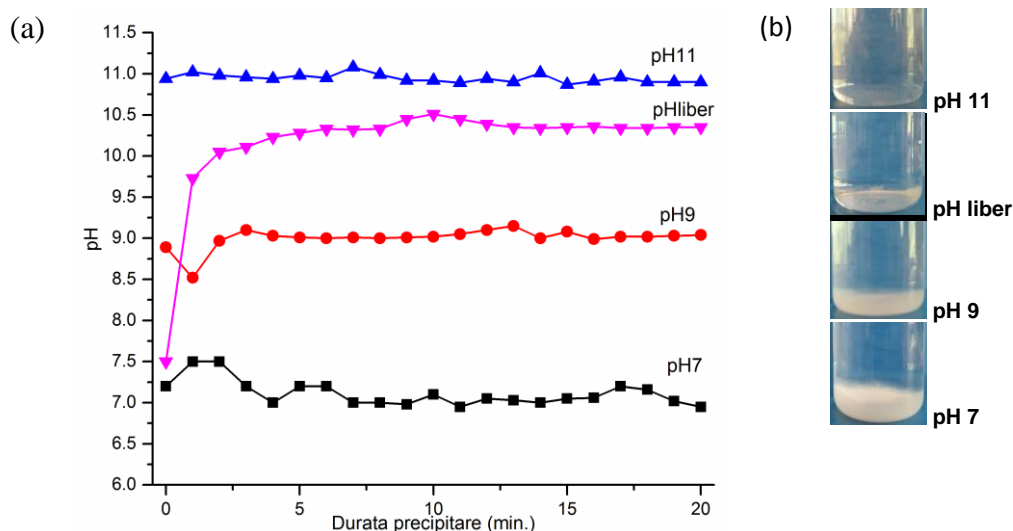 (a)
11.5
11.0
10.5
10.0
9.5
9.0
8.5
8.0
7.5
7.0
6.5
6.0
pH
pH11
pHliber
pH9
pH7
0
5
10
15
20
Durata precipitare (min.)
(b)
pH 11
pH liber
pH 9
pH 7